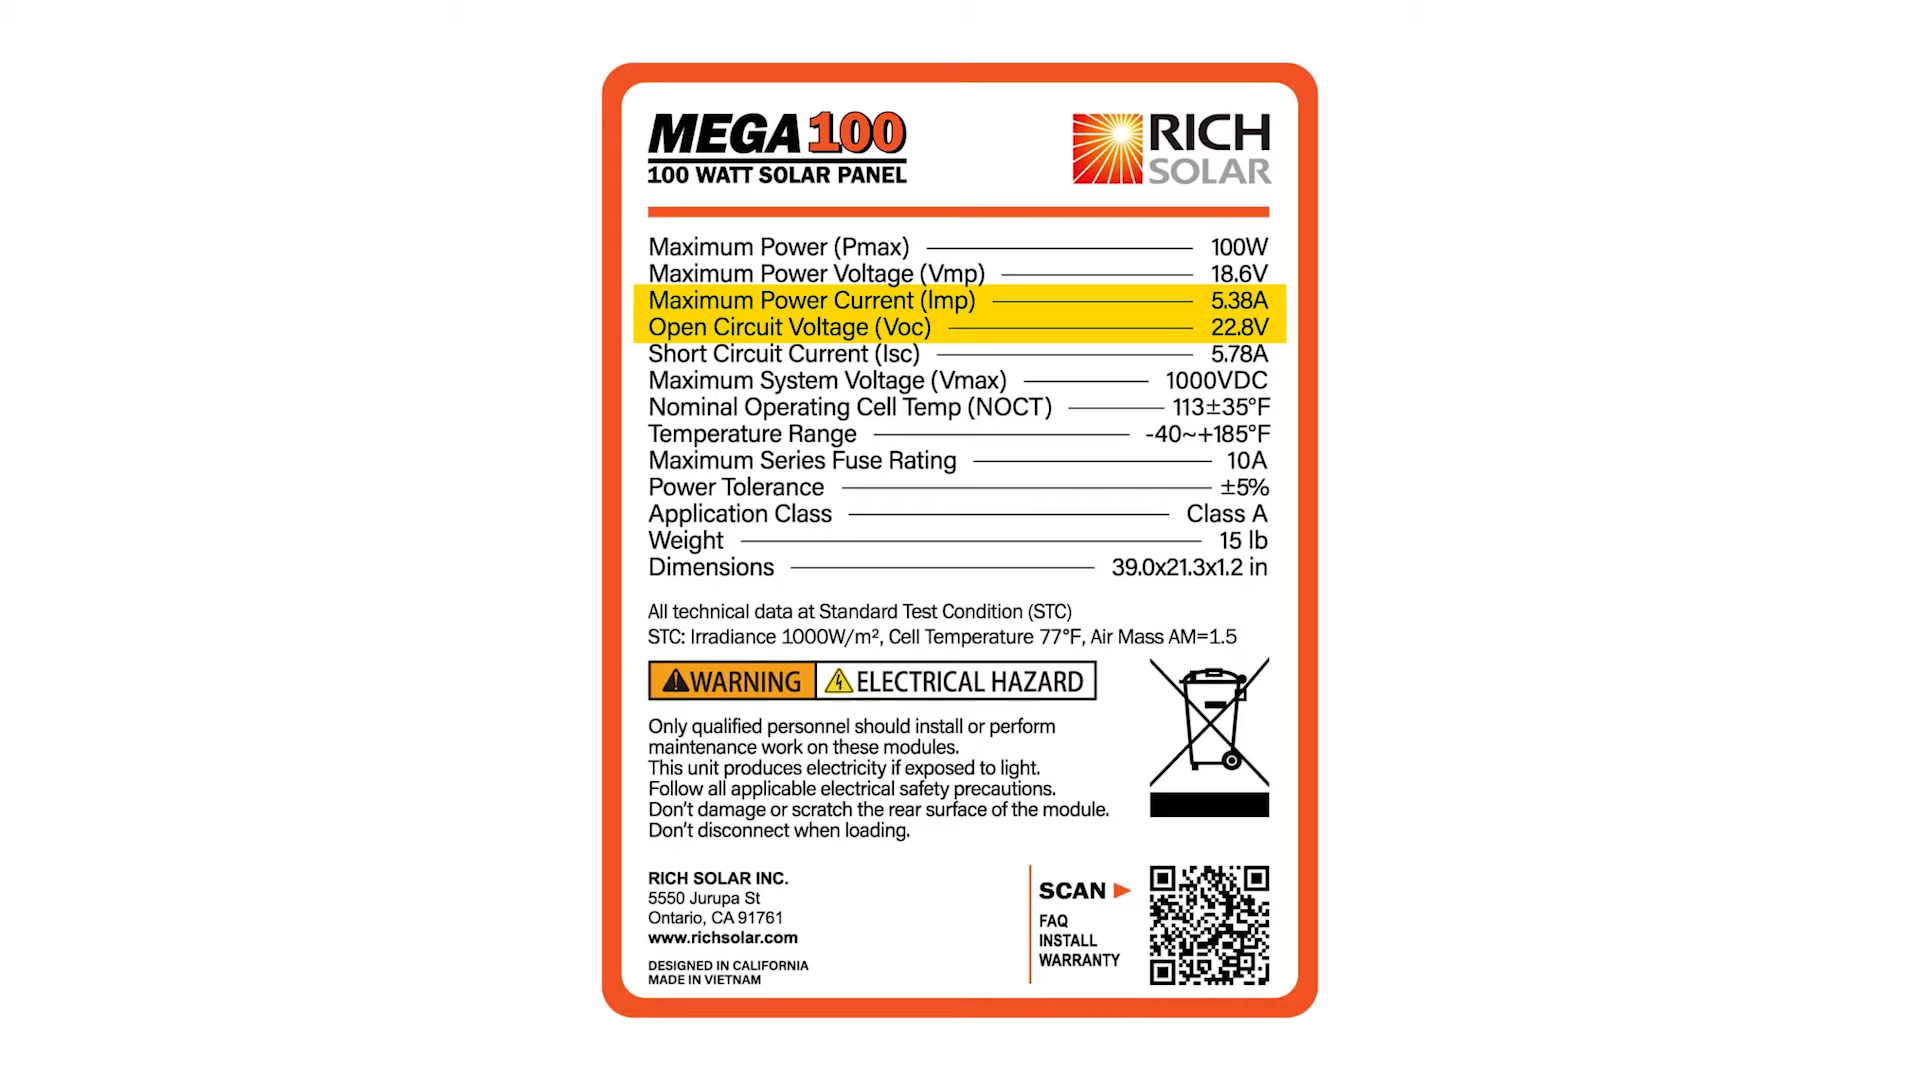 MEGA 100
100 WATT SOLAR PANEL
RICH
SOLAR
Maximum Power (Pmax) 100W
Maximum Power Voltage (Vmp) 18.6V
Maximum Power Current (Imp) 5.38A
Open Circuit Voltage (Voc) 22.8V
Short Circuit Current (Isc) 5.78A
Maximum System Voltage (Vmax) 1000VDC
Nominal Operating Cell Temp (NOCT) 113±35°F
Temperature Range -40~+185°F
Maximum Series Fuse Rating 10A
Power Tolerance ±5%
Application Class Class A
Weight 15 lb
Dimensions 39.0x21.3x1.2 in
All technical data at Standard Test Condition (STC)
STC: Irradiance 1000W/m², Cell Temperature 77°F, Air Mass AM=1.5
WARNING ELECTRICAL HAZARD
Only qualified personnel should install or perform
maintenance work on these modules.
This unit produces electricity if exposed to light.
Follow all applicable electrical safety precautions.
Don't damage or scratch the rear surface of the module.
Don't disconnect when loading.
RICH SOLAR INC.
5550 Jurupa St
Ontario, CA 91761
www.richsolar.com
DESIGNED IN CALIFORNIA
MADE IN VIETNAM
SCAN
FAQ
INSTALL
WARRANTY